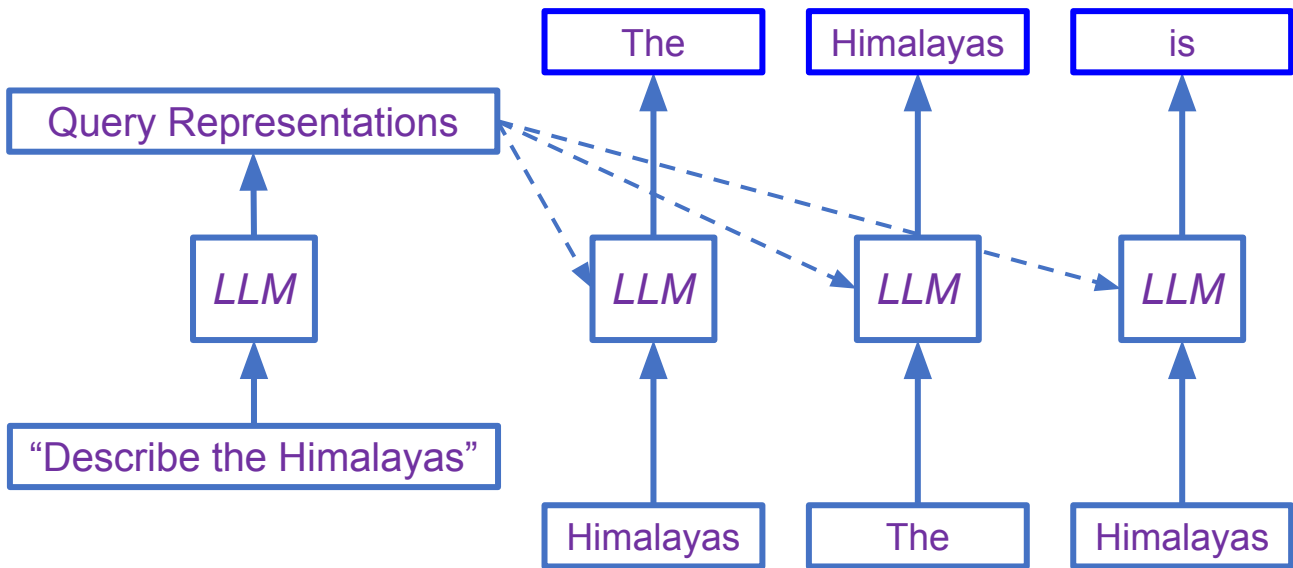 The
Himalayas
is
Query Representations
LLM
LLM
LLM
LLM
“Describe the Himalayas”
Himalayas
The
Himalayas